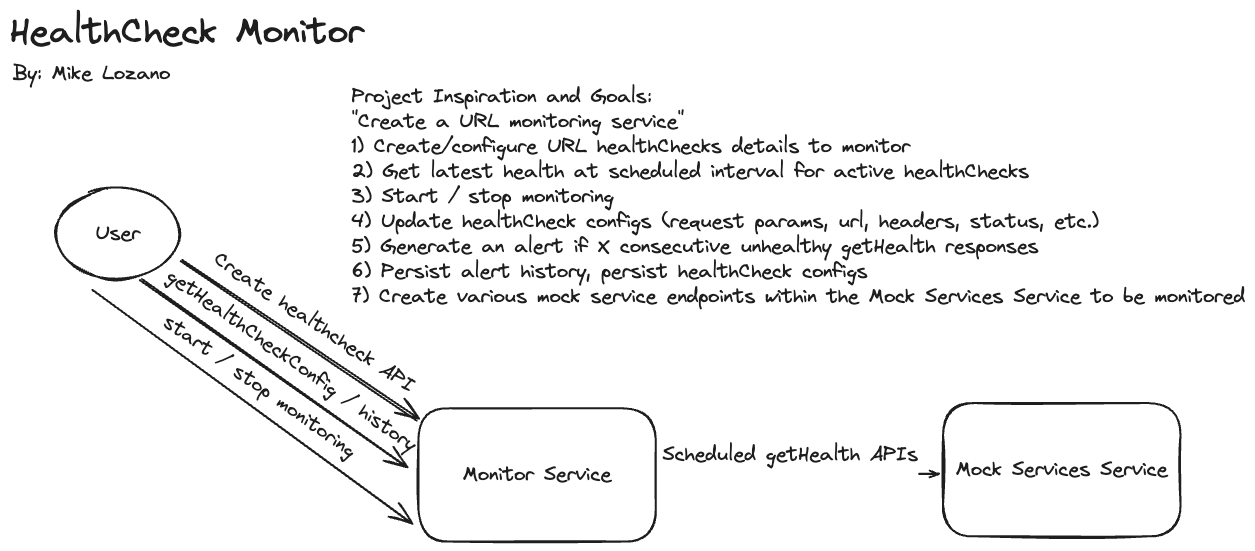 HealthCheck Monitor
By: Mike Lozano
Project Inspiration and Goals:
"Create a URL monitoring service"
1) Create/configure URL healthChecks details to monitor
2) Get latest health at scheduled interval for active healthChecks
3) Start / stop monitoring
4) Update healthCheck configs (request params, url, headers, status, etc.)
5) Generate an alert if X consecutive unhealthy getHealth responses
6) Persist alert history, persist healthCheck configs
7) Create various mock service endpoints within the Mock Services Service to be monitored
User
Create healthcheck API
getHealthCheckConfig / history
start / stop monitoring
Monitor Service
Scheduled getHealth APIs
Mock Services Service